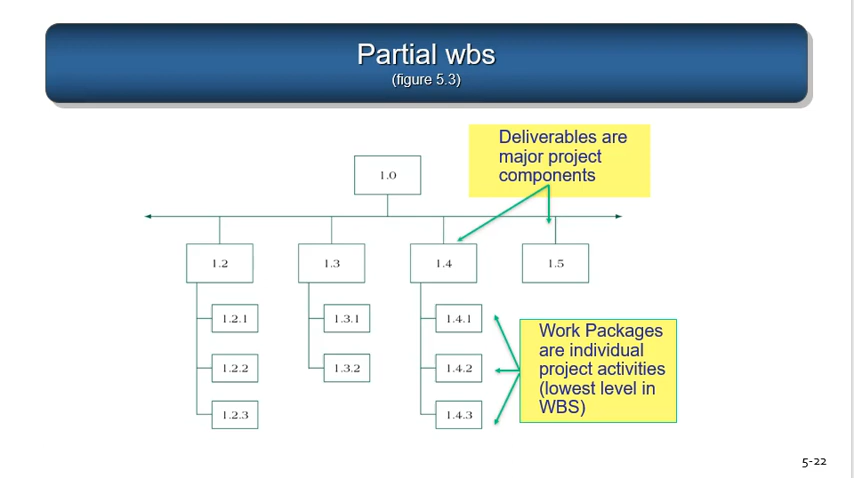 Partial wbs
(figure 5.3)
Deliverables are
major project
components
1.0
1.2
1.3
1.4
1.5
1.2.1
1.3.1
1.4.1
1.2.2
1.3.2
1.4.2
1.2.3
1.4.3
Work Packages
are individual
project activities
(lowest level in
WBS)
5-22